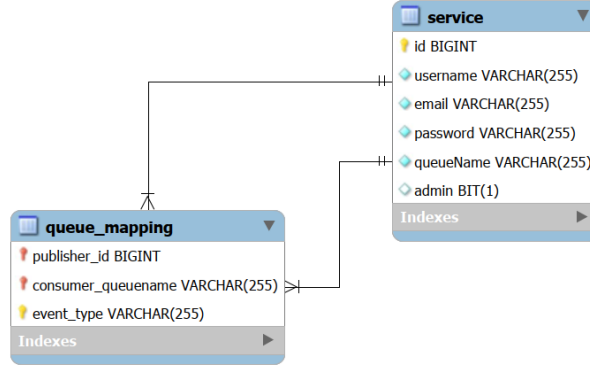 service
id BIGINT
username VARCHAR(255)
email VARCHAR(255)
password VARCHAR(255)
queueName VARCHAR(255)
admin BIT(1)
Indexes
queue_mapping
publisher_id BIGINT
consumer_queuename VARCHAR(255)
event_type VARCHAR(255)
Indexes